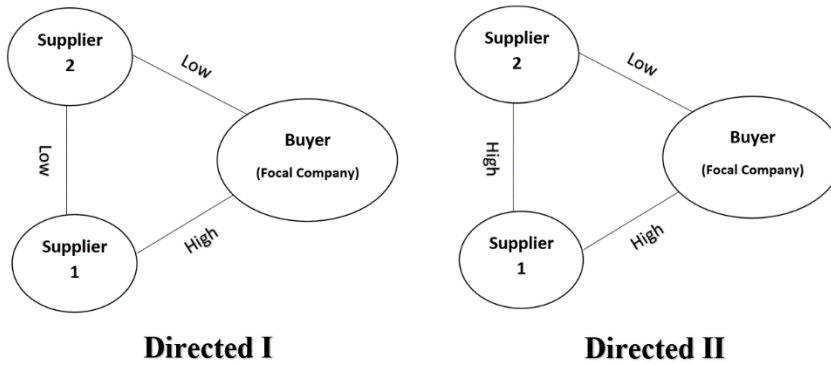 Supplier
2
Low
Buyer
(Focal Company)
Low
High
Supplier
1
Directed I
Supplier
2
Low
Buyer
(Focal Company)
High
High
Supplier
1
Directed II